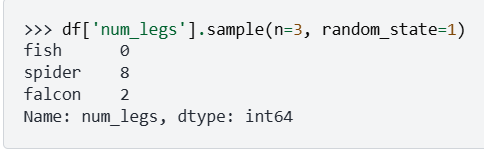 >>> df['num_legs'].sample(n=3, random_state=1)
fish      0
spider    8
falcon    2
Name: num_legs, dtype: int64